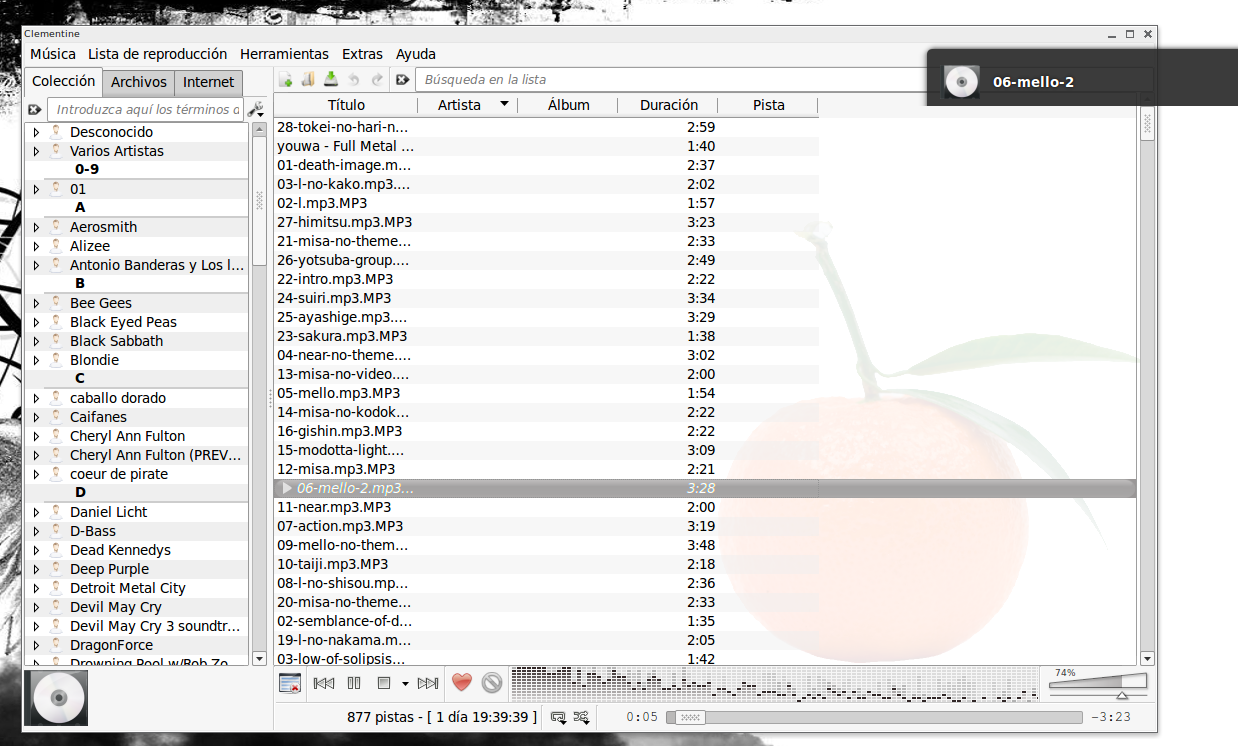 Clementine
Música Lista de reproducción Herramientas Extras Ayuda
06-mello-2
Colección Archivos Internet
Búsqueda en la lista
Introduzca aquí los términos d
Título Artista Álbum Duración Pista
Desconocido
Varios Artistas
0-9
01
A
Aerosmith
Alizee
Antonio Banderas y Los l...
B
Bee Gees
Black Eyed Peas
Black Sabbath
Blondie
C
caballo dorado
Caifanes
Cheryl Ann Fulton
Cheryl Ann Fulton (PREV...
coeur de pirate
D
Daniel Licht
D-Bass
Dead Kennedys
Deep Purple
Detroit Metal City
Devil May Cry
Devil May Cry 3 soundtr...
DragonForce
Drowning Pool w/Rob Zo
28-tokei-no-hari-n... 2:59
youwa - Full Metal ... 1:40
01-death-image.m... 2:37
03-l-no-kako.mp3.... 2:02
02-l.mp3.MP3 1:57
27-himitsu.mp3.MP3 3:23
21-misa-no-theme... 2:33
26-yotsuba-group.... 2:49
22-intro.mp3.MP3 2:22
24-suiri.mp3.MP3 3:34
25-ayashige.mp3.... 3:29
23-sakura.mp3.MP3 1:38
04-near-no-theme.... 3:02
13-misa-no-video.... 2:00
05-mello.mp3.MP3 1:54
14-misa-no-kodok... 2:22
16-gishin.mp3.MP3 2:22
15-modotta-light.... 3:09
12-misa.mp3.MP3 2:21
06-mello-2.mp3... 3:28
11-near.mp3.MP3 2:00
07-action.mp3.MP3 3:19
09-mello-no-them... 3:48
10-taiji.mp3.MP3 2:18
08-l-no-shisou.mp... 2:36
20-misa-no-theme... 2:33
02-semblance-of-d... 1:35
19-l-no-nakama.m... 2:05
03-low-of-solipsis... 1:42
74%
877 pistas - [ 1 día 19:39:39 ] 0:05 -3:23